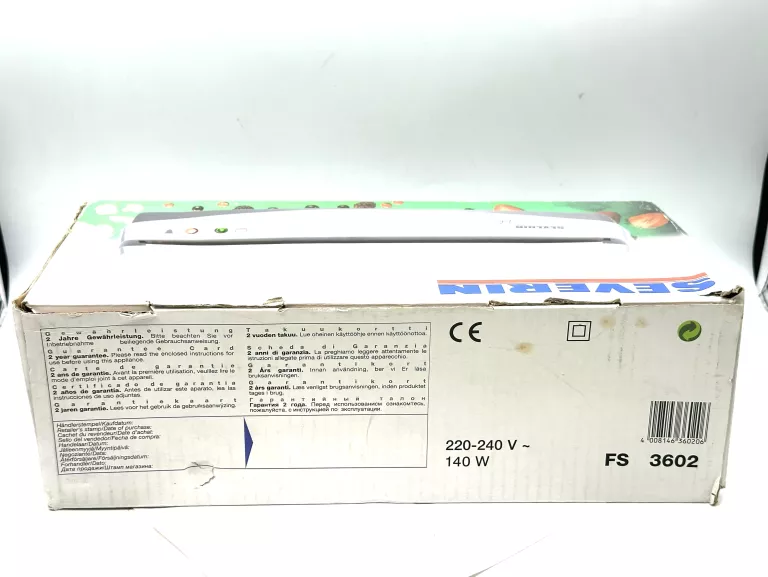 SEVERIN
SEVERIN
Gewährleistung
2 Jahre Gewährleistung. Bitte beachten Sie vor
Inbetriebnahme beiliegende Gebrauchsanweisung.
Guarantee Card
2 year guarantee. Please read the enclosed instructions for
use before using this appliance.
Carte de garantie
2 ans de garantie. Avant la première utilisation, veuillez lire le
mode d'emploi joint à cet appareil.
Certificado de garantia
2 años de garantia. Antes de utilizar este aparato, lea las
instrucciones de uso adjuntas.
Garantiekaart
2 jaren garantie. Lees voor het gebruik de gebruiksaanwijzing.
Takuukortti
2 vuoden takuu. Lue oheinen käyttöohje ennen käyttöönottoa.
Scheda di Garanzia
2 anni di garanzia. La preghiamo leggere attentamente le
istruzioni allegate prima di utilizzare questo apparecchio.
Garantikort
2 Års garanti. Innan användning, ber vi Er läsa
bruksanvisningen.
Garantikort
2 års garanti. Læs venligst brugsanvisningen, inden produktet
tages i brug.
Гарантийный талон
Гарантия 2 года. Перед использованием ознакомьтесь,
пожалуйста, с инструкцией по эксплуатации.
Händlerstempel/Kaufdatum:
Retailer's stamp/Date of purchase:
Cachet du revendeur/Date d'achat:
Sello del vendedor/Fecha de compra:
Handelaar/Datum:
Jälleenmyyjä/Myyntipäivä:
Negoziante/Data:
Återförsäljare/Försäljningsdatum:
Forhandler/Dato:
Дата продажи/Штамп магазина:
CE
220-240 V ~
140 W
4 008146 360206
FS 3602